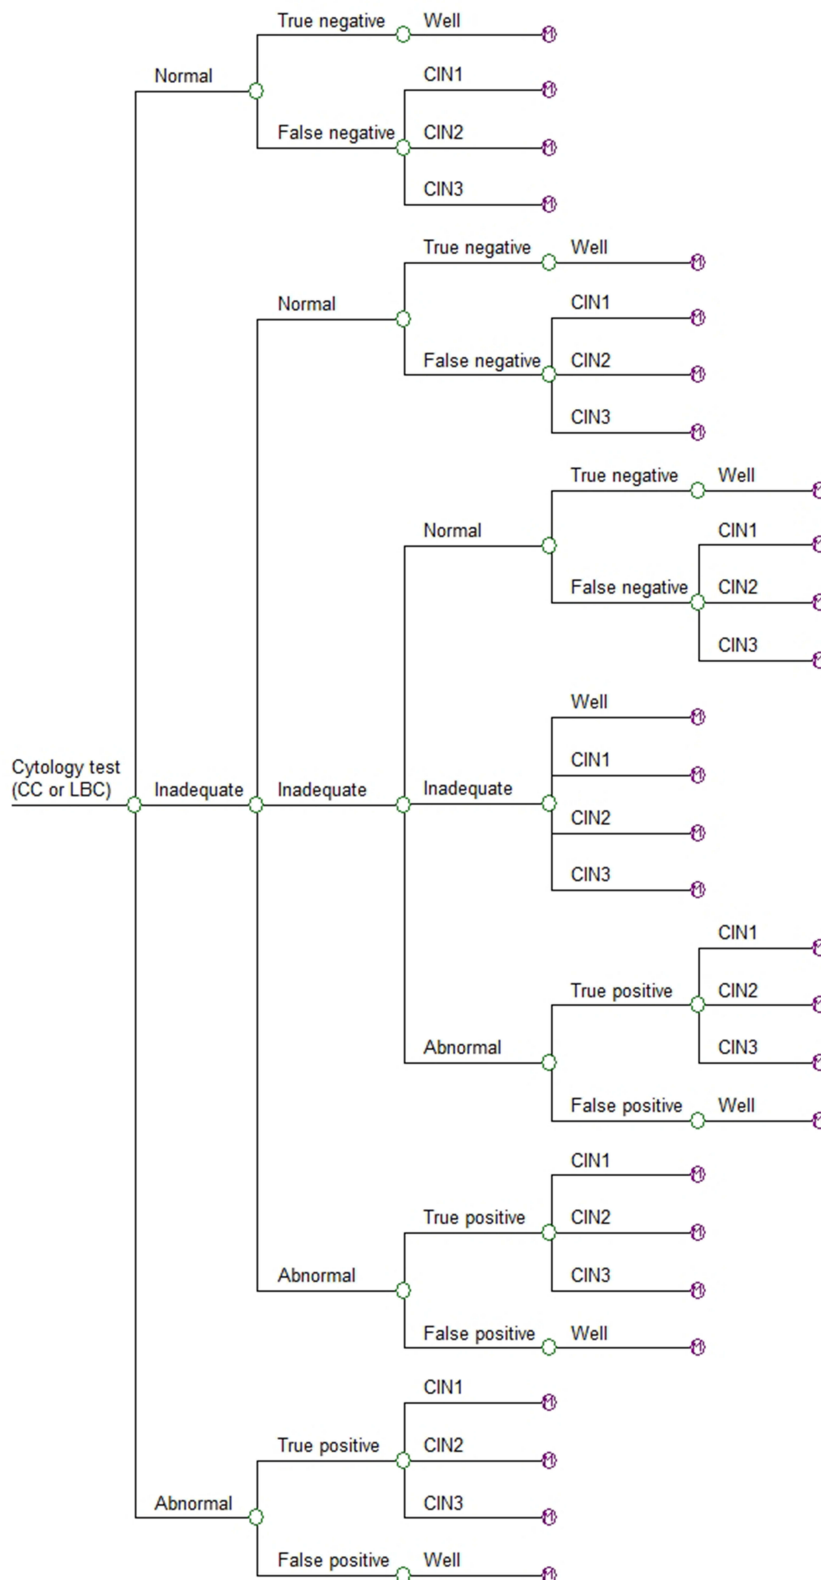 True negative Well
Normal CIN1
False negative CIN2
CIN3
True negative Well
Normal CIN1
False negative CIN2
CIN3
True negative Well
Normal CIN1
False negative CIN2
CIN3
Well
Cytology test
(CC or LBC) Inadequate Inadequate Inadequate CIN1
CIN2
CIN3
CIN1
True positive CIN2
Abnormal CIN3
False positive Well
CIN1
True positive CIN2
Abnormal CIN3
False positive Well
CIN1
True positive CIN2
Abnormal CIN3
False positive Well